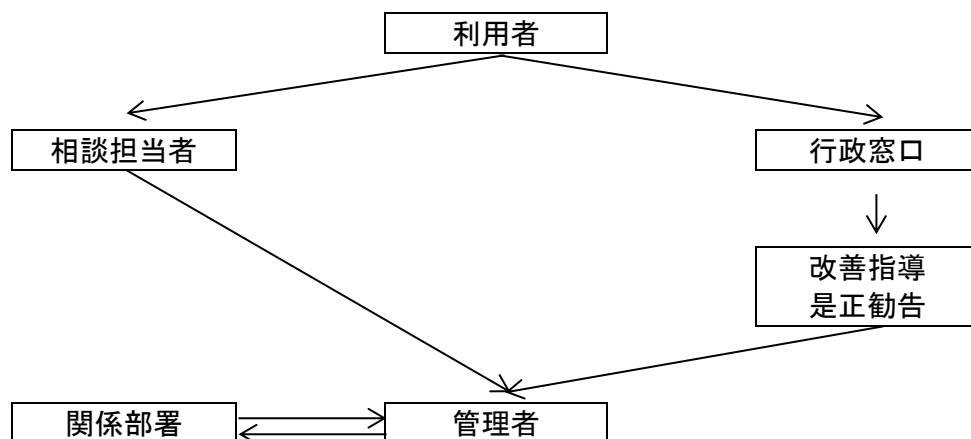 利用者
相談担当者
行政窓口
改善指導
是正勧告
関係部署
管理者